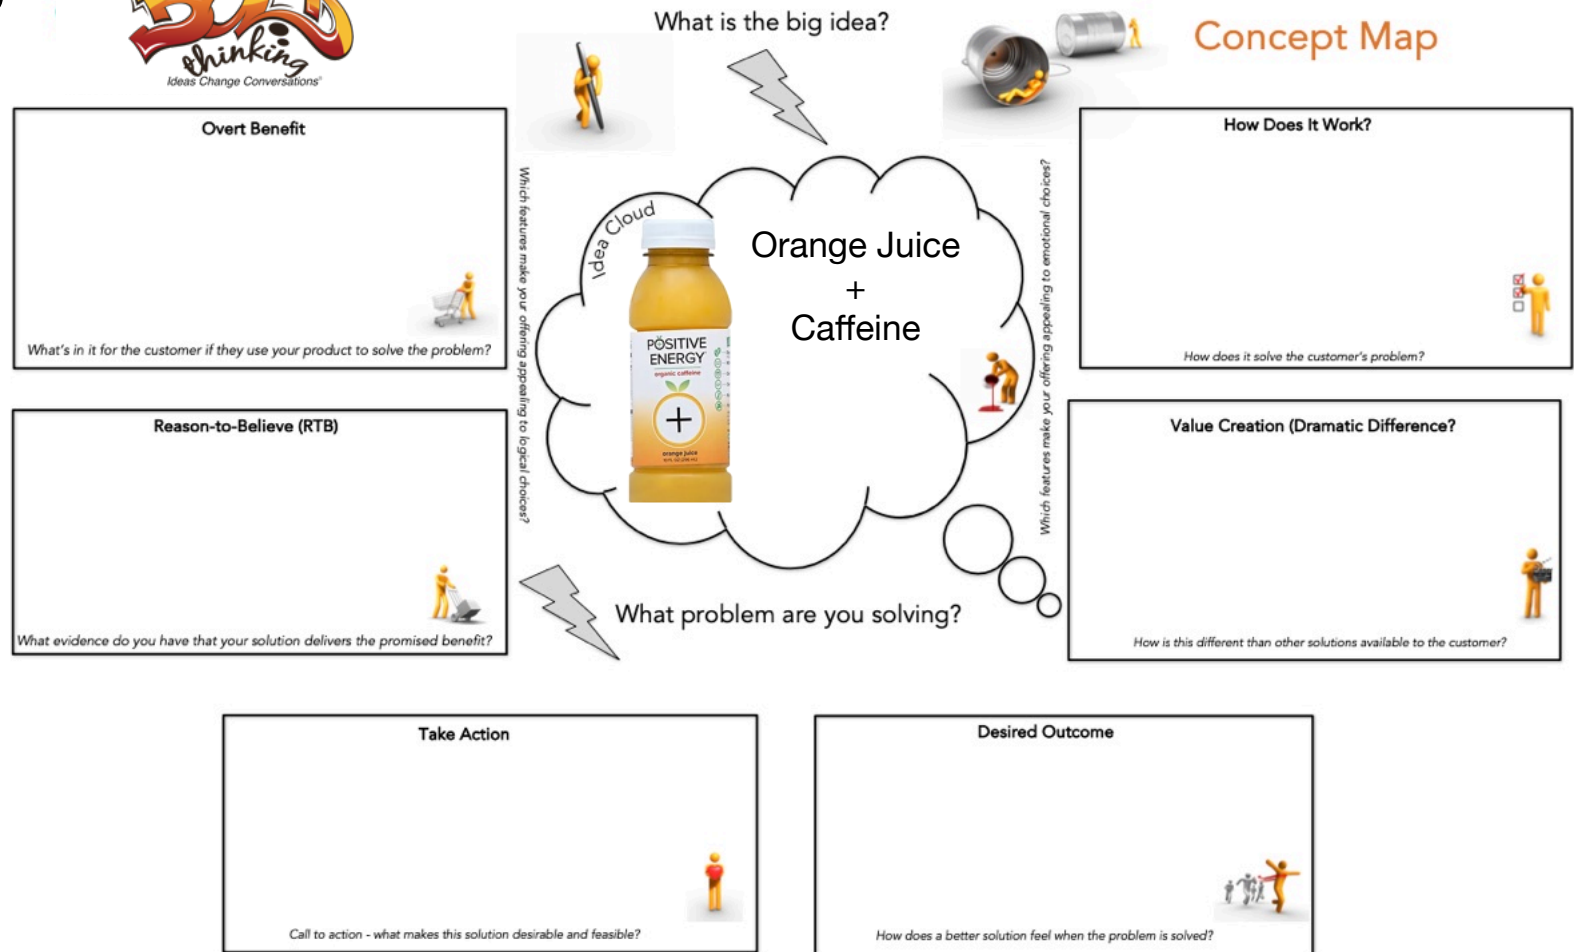 thinking
Ideas Change Conversations
What is the big idea?
Concept Map
Overt Benefit
What's in it for the customer if they use your product to solve the problem?
Which features make your offering appealing to logical choices?
Idea Cloud
POSITIVE
ENERGY
organic caffeine
+
orange juice
Orange Juice
+
Caffeine
Which features make your offering appealing to emotional choices?
How Does It Work?
How does it solve the customer's problem?
Reason-to-Believe (RTB)
What evidence do you have that your solution delivers the promised benefit?
What problem are you solving?
Value Creation (Dramatic Difference?
How is this different than other solutions available to the customer?
Take Action
Call to action - what makes this solution desirable and feasible?
Desired Outcome
How does a better solution feel when the problem is solved?